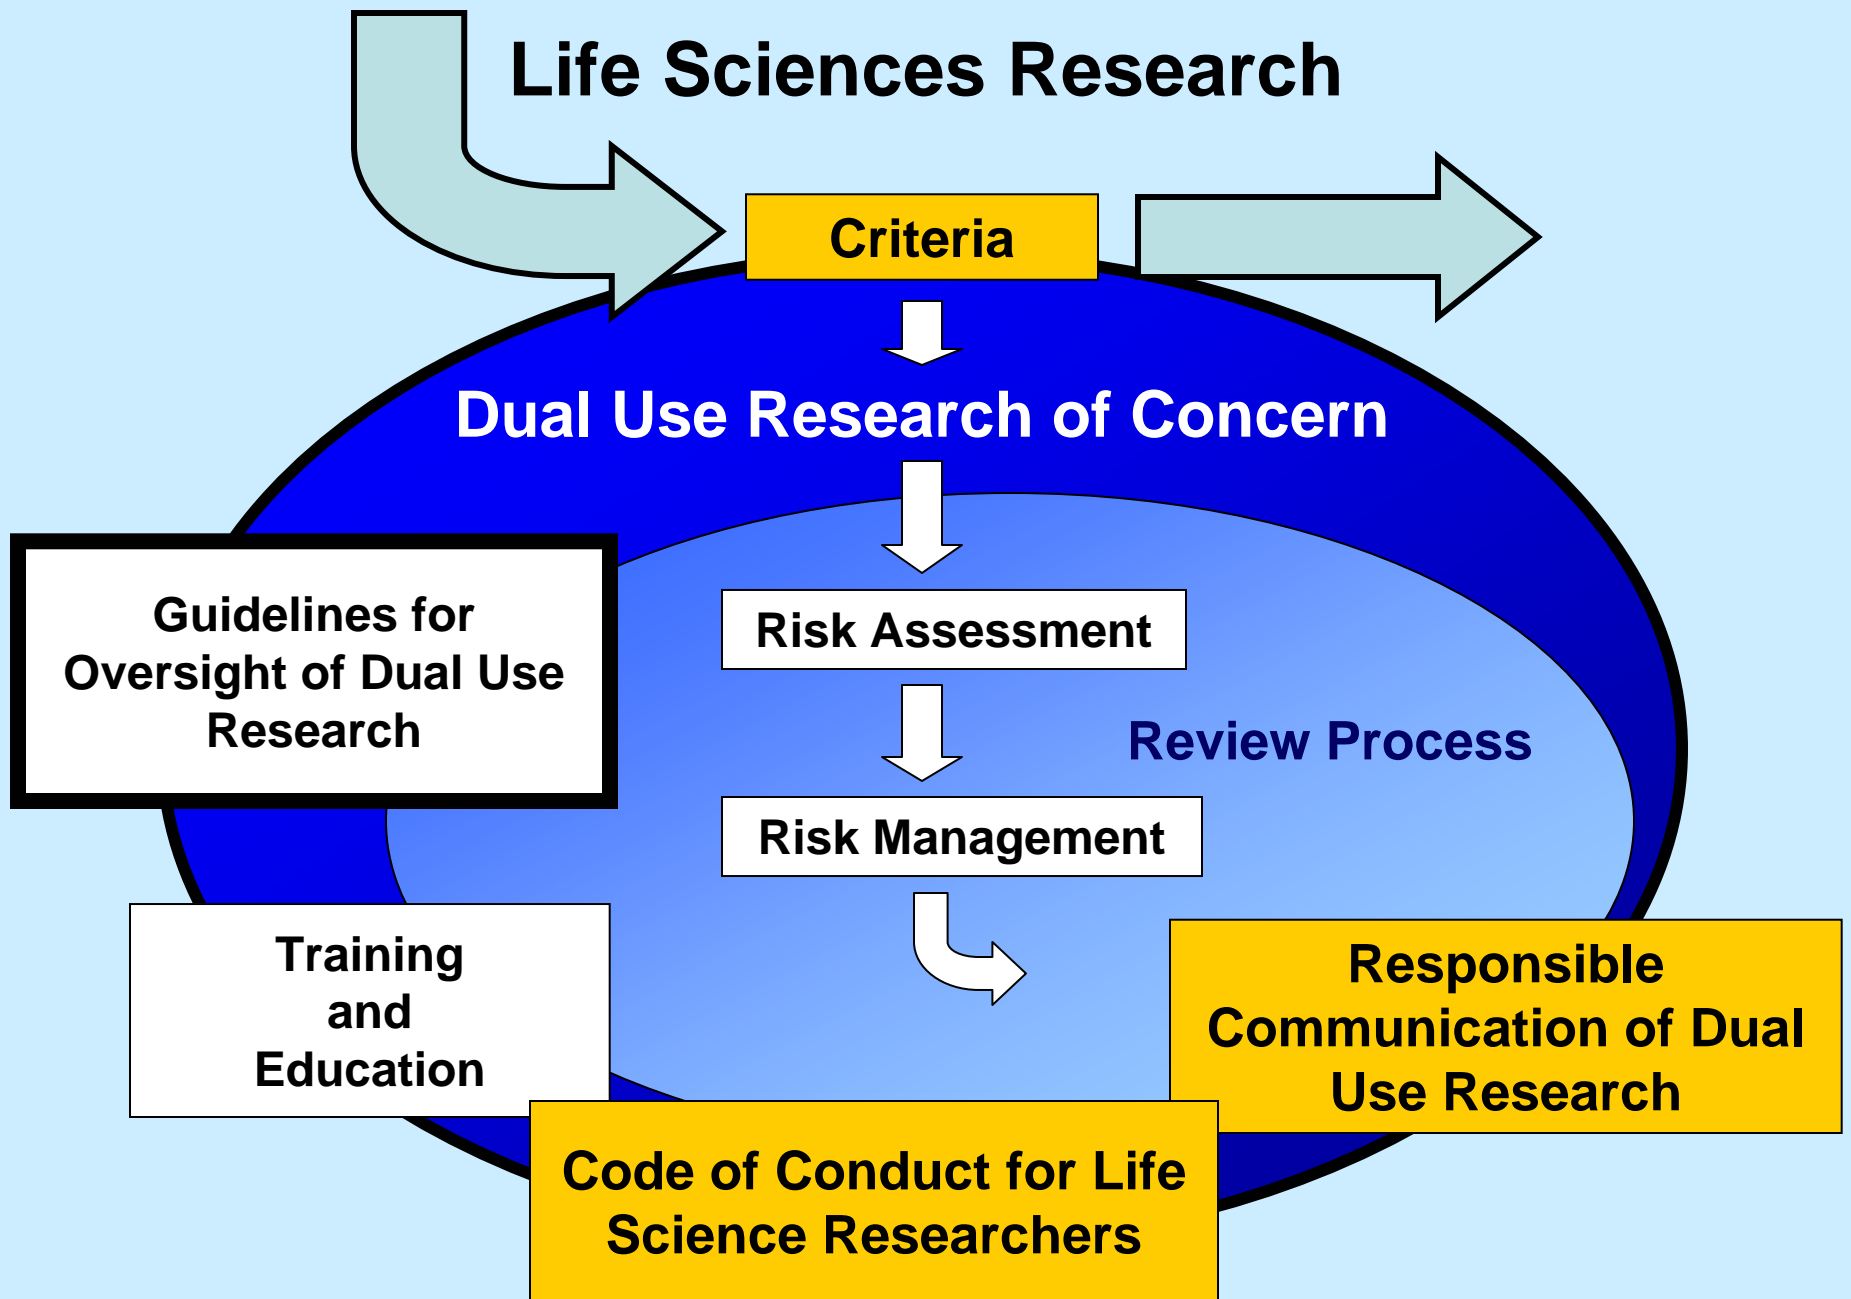 Life Sciences Research
Criteria
Dual Use Research of Concern
Guidelines for
Oversight of Dual Use
Research
Risk Assessment
Review Process
Risk Management
Training
and
Education
Responsible
Communication of Dual
Use Research
Code of Conduct for Life
Science Researchers